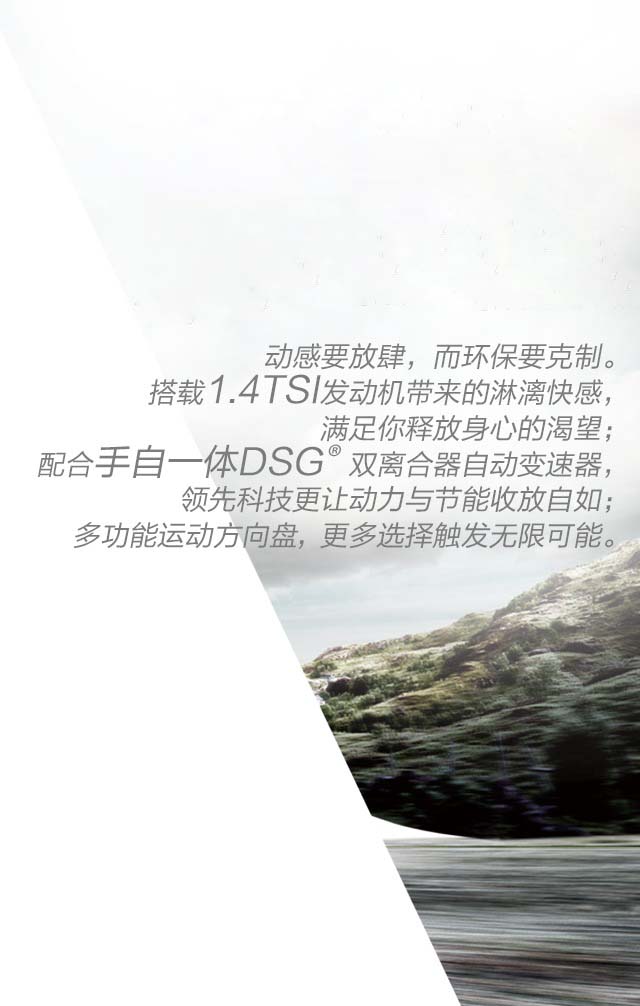 动感要放肆，而环保要克制。
搭载1.4TSI发动机带来的淋漓快感，
满足你释放身心的渴望；
配合手自一体DSG® 双离合器自动变速器，
领先科技更让动力与节能收放自如；
多功能运动方向盘，更多选择触发无限可能。